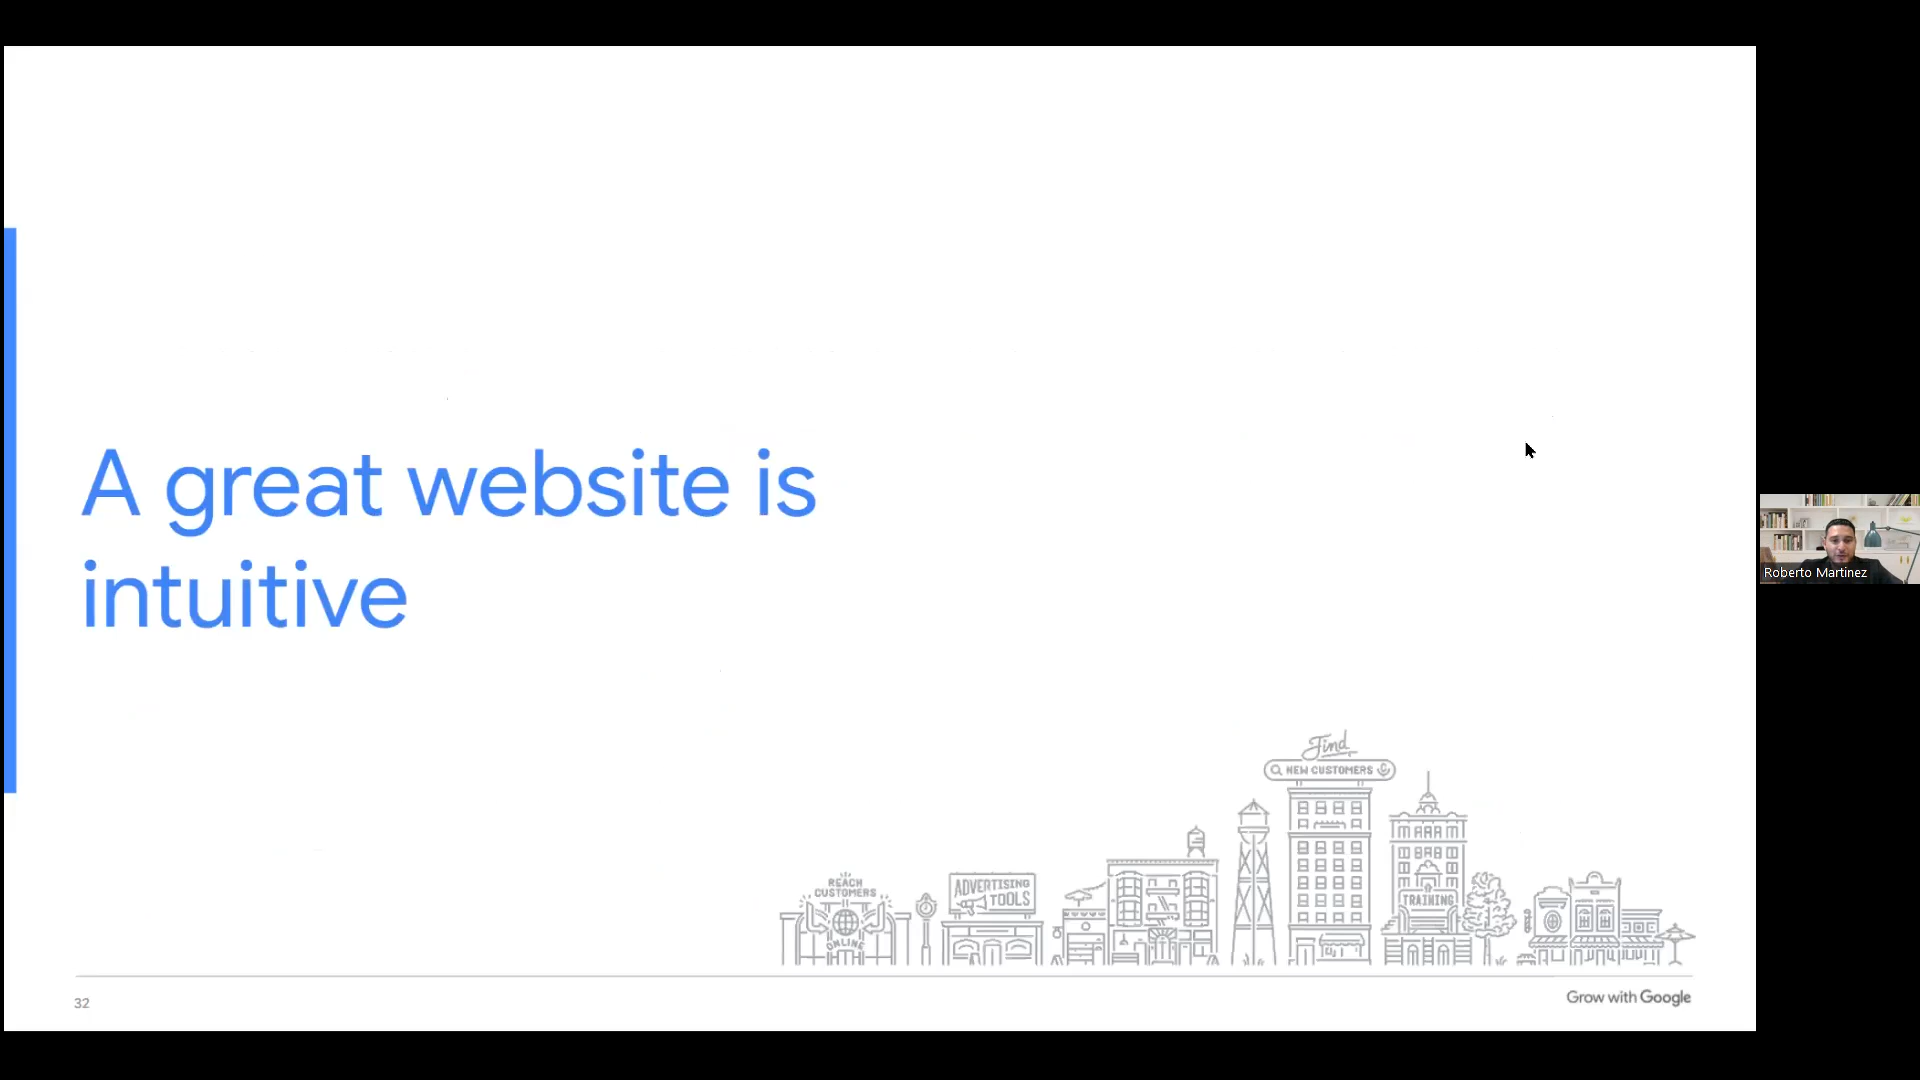 A great website is
intuitive
Find
NEW CUSTOMERS
REACH
CUSTOMERS
ONLINE
ADVERTISING
TOOLS
TRAINING
Roberto Martinez
32
Grow with Google